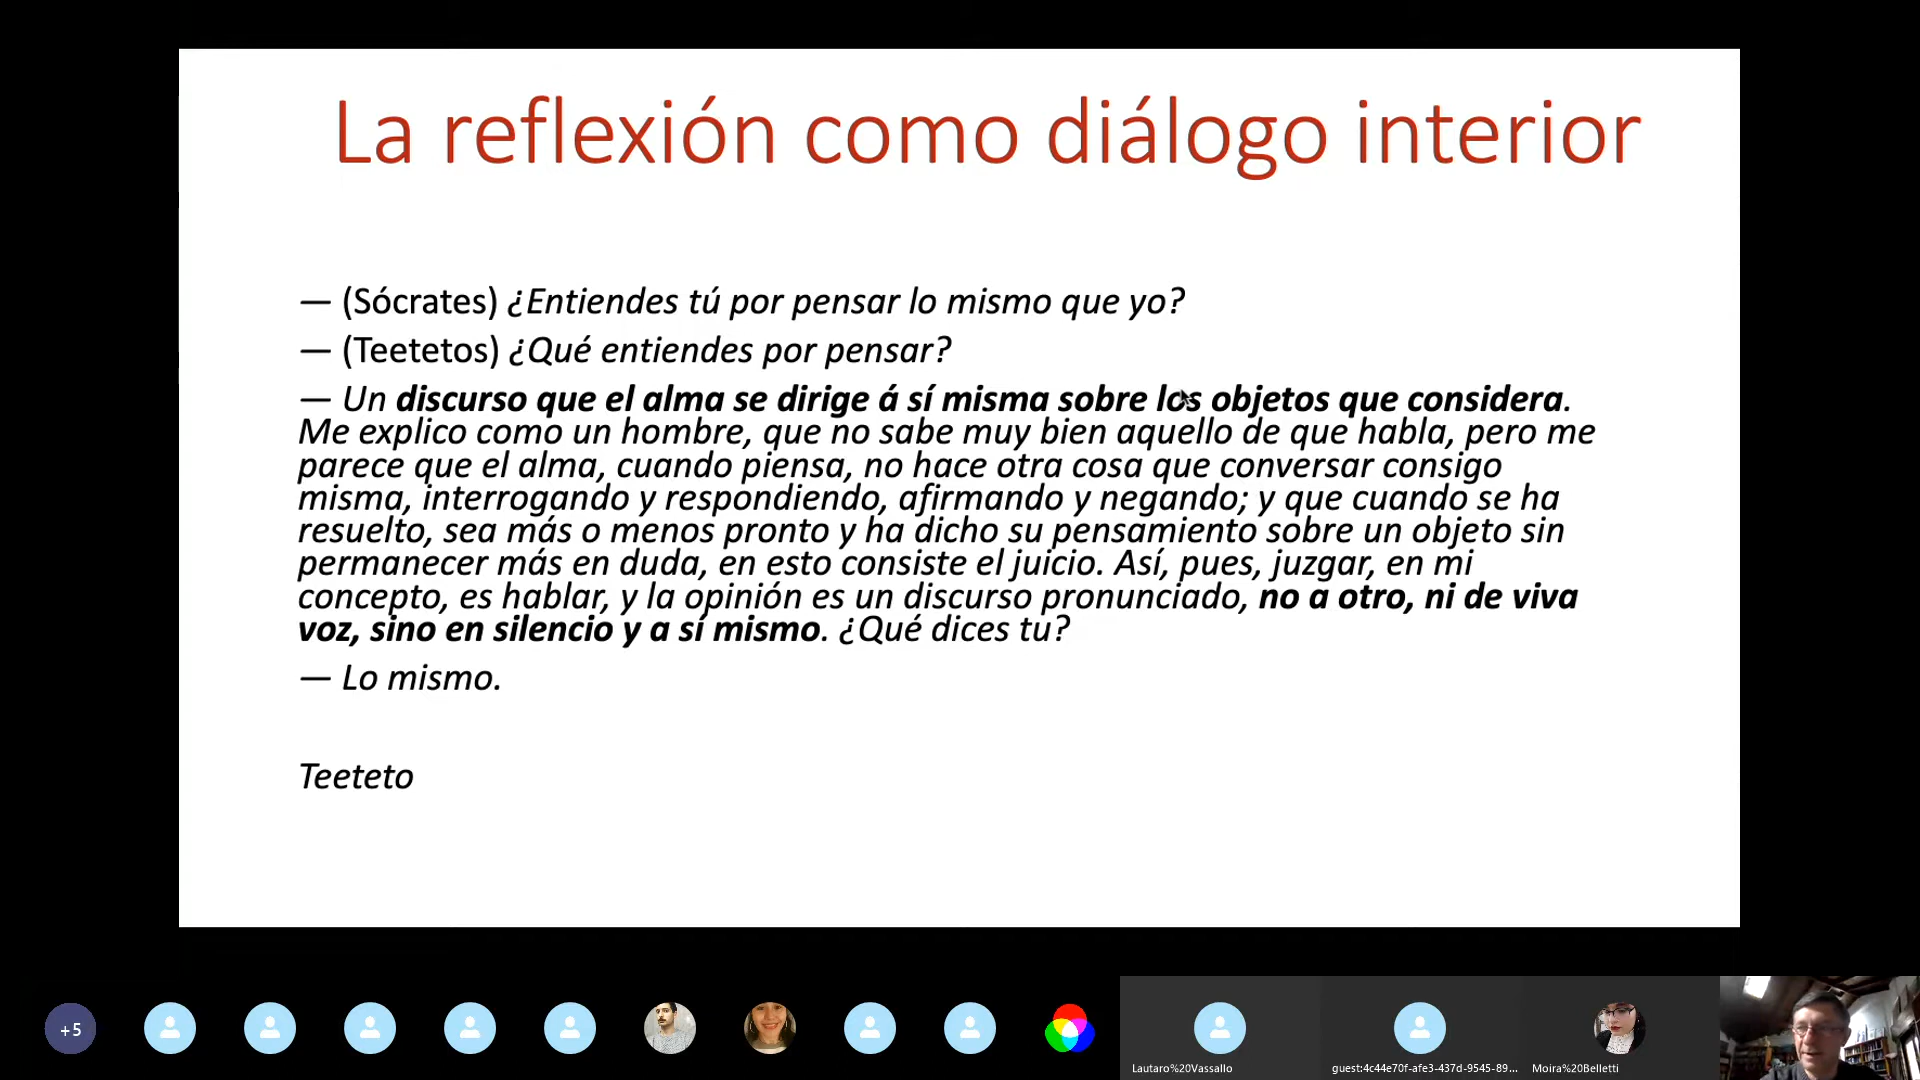 La reflexión como diálogo interior
— (Sócrates) ¿Entiendes tú por pensar lo mismo que yo?
— (Teetetos) ¿Qué entiendes por pensar?
— Un discurso que el alma se dirige á sí misma sobre los objetos que considera.
Me explico como un hombre, que no sabe muy bien aquello de que habla, pero me
parece que el alma, cuando piensa, no hace otra cosa que conversar consigo
misma, interrogando y respondiendo, afirmando y negando; y que cuando se ha
resuelto, sea más o menos pronto y ha dicho su pensamiento sobre un objeto sin
permanecer más en duda, en esto consiste el juicio. Así, pues, juzgar, en mi
concepto, es hablar, y la opinión es un discurso pronunciado, no a otro, ni de viva
voz, sino en silencio y a sí mismo. ¿Qué dices tu?
— Lo mismo.
Teeteto
+5
Lautaro%20Vassallo
guest:4c44e70f-afe3-437d-9545-89...
Moira%20Belletti